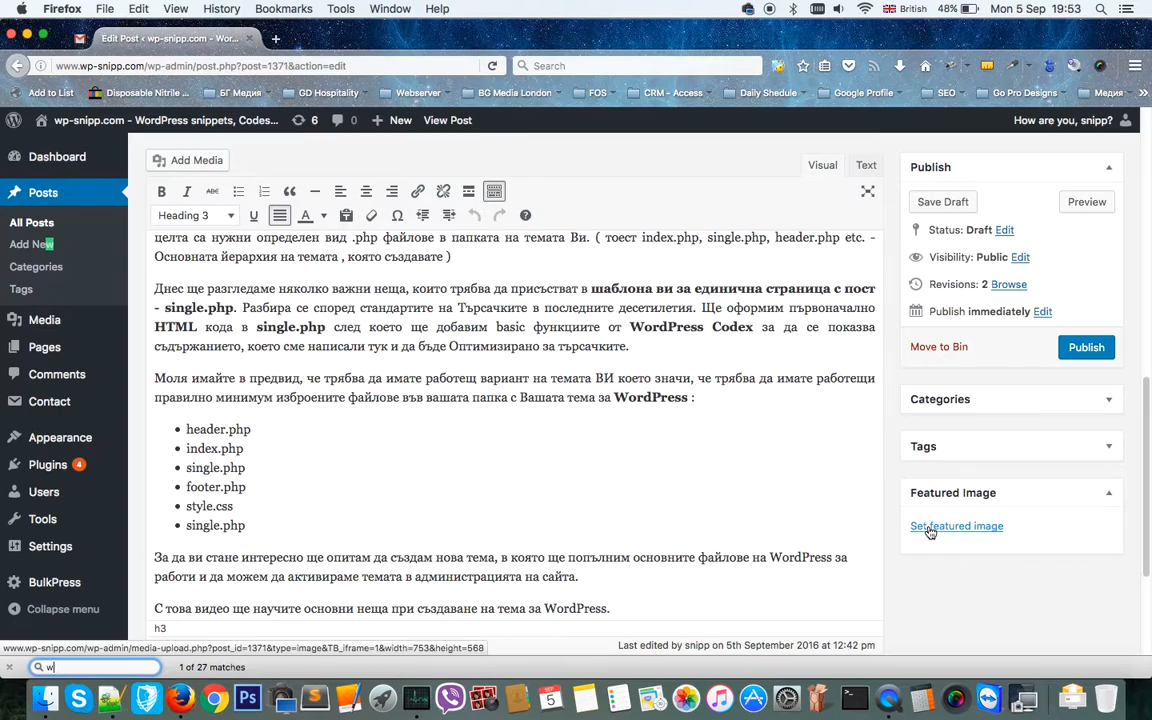 Firefox File Edit View History Bookmarks Tools Window Help British 48% Mon 5 Sep 19:53
Edit Post ‹ wp-snipp.com - Wor...
www.wp-snipp.com/wp-admin/post.php?post=1371&action=edit Search
Add to List Disposable Nitrile ... БГ Медия GD Hospitality Webserver BG Media London FOS CRM - Access Daily Shedule Google Profile SEO Go Pro Designs Медия
wp-snipp.com - WordPress snippets, Codes... 6 0 New View Post How are you, snipp?
Dashboard
Posts
All Posts
Add New
Categories
Tags
Media
Pages
Comments
Contact
Appearance
Plugins 4
Users
Tools
Settings
BulkPress
Collapse menu
Add Media Visual Text
B I ABC
Heading 3 U A
целта са нужни определен вид .php файлове в папката на темата Ви. ( тоест index.php, single.php, header.php etc. -
Основната йерархия на темата , която създавате )
Днес ще разгледаме няколко важни неща, които трябва да присъстват в шаблона ви за единична страница с пост
- single.php. Разбира се според стандартите на Търсачките в последните десетилетия. Ще оформим първоначално
HTML кода в single.php след което ще добавим basic функциите от WordPress Codex за да се показва
съдържанието, което сме написали тук и да бъде Оптимизирано за търсачките.
Моля имайте в предвид, че трябва да имате работещ вариант на темата ВИ което значи, че трябва да имате работещи
правилно минимум изброените файлове във вашата папка с Вашата тема за WordPress :
header.php
index.php
single.php
footer.php
style.css
single.php
За да ви стане интересно ще опитам да създам нова тема, в която ще попълним основните файлове на WordPress за
работи и да можем да активираме темата в администрацията на сайта.
С това видео ще научите основни неща при създаване на тема за WordPress.
h3
Last edited by snipp on 5th September 2016 at 12:42 pm
Publish
Save Draft Preview
Status: Draft Edit
Visibility: Public Edit
Revisions: 2 Browse
Publish immediately Edit
Move to Bin Publish
Categories
Tags
Featured Image
Set featured image
www.wp-snipp.com/wp-admin/media-upload.php?post_id=1371&type=image&TB_iframe=1&width=753&height=568
w 1 of 27 matches